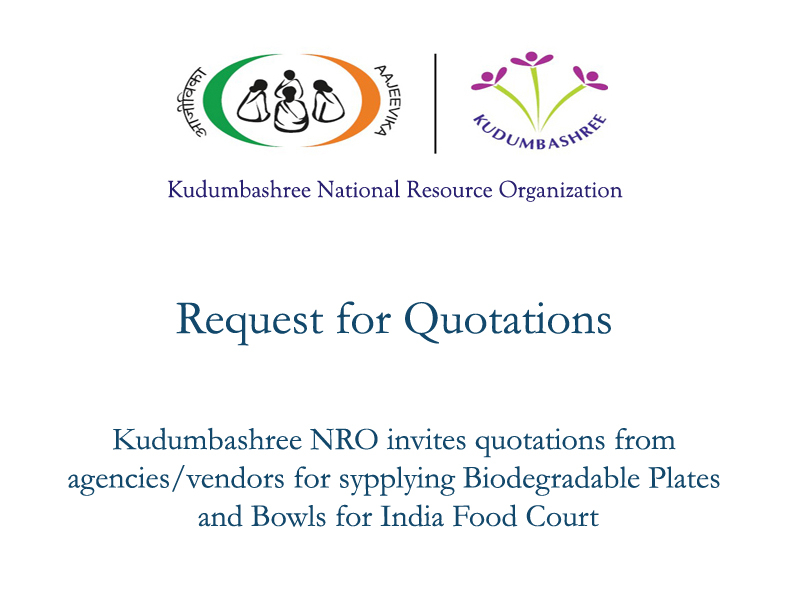 आजीविका
AAJEEVIKA
KUDUMBASHREE
Kudumbashree National Resource Organization
Request for Quotations
Kudumbashree NRO invites quotations from
agencies/vendors for sypplying Biodegradable Plates
and Bowls for India Food Court